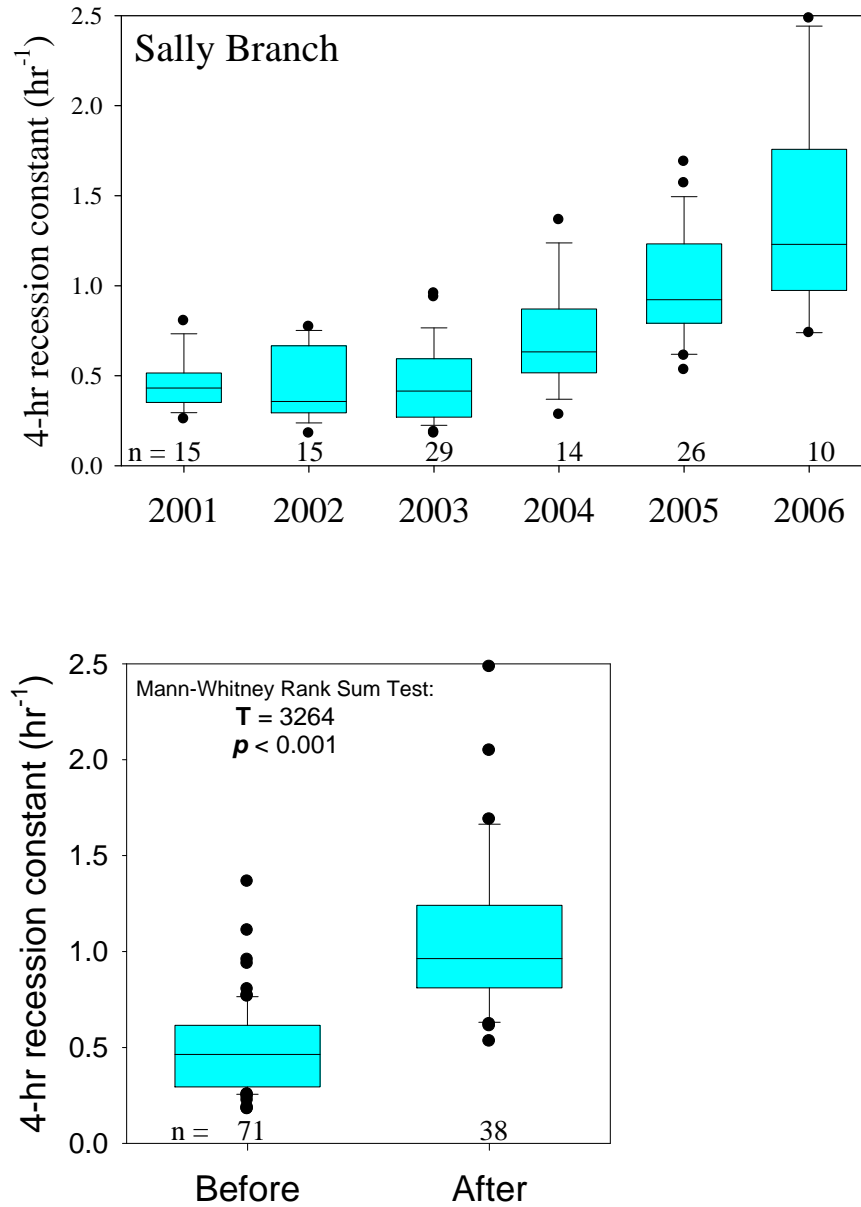 Sally Branch
4-hr recession constant (hr⁻¹)
2.5
2.0
1.5
1.0
0.5
0.0
n = 15 15 29 14 26 10
2001 2002 2003 2004 2005 2006
4-hr recession constant (hr⁻¹)
2.5
2.0
1.5
1.0
0.5
0.0
Mann-Whitney Rank Sum Test:
T = 3264
p < 0.001
n = 71 38
Before After